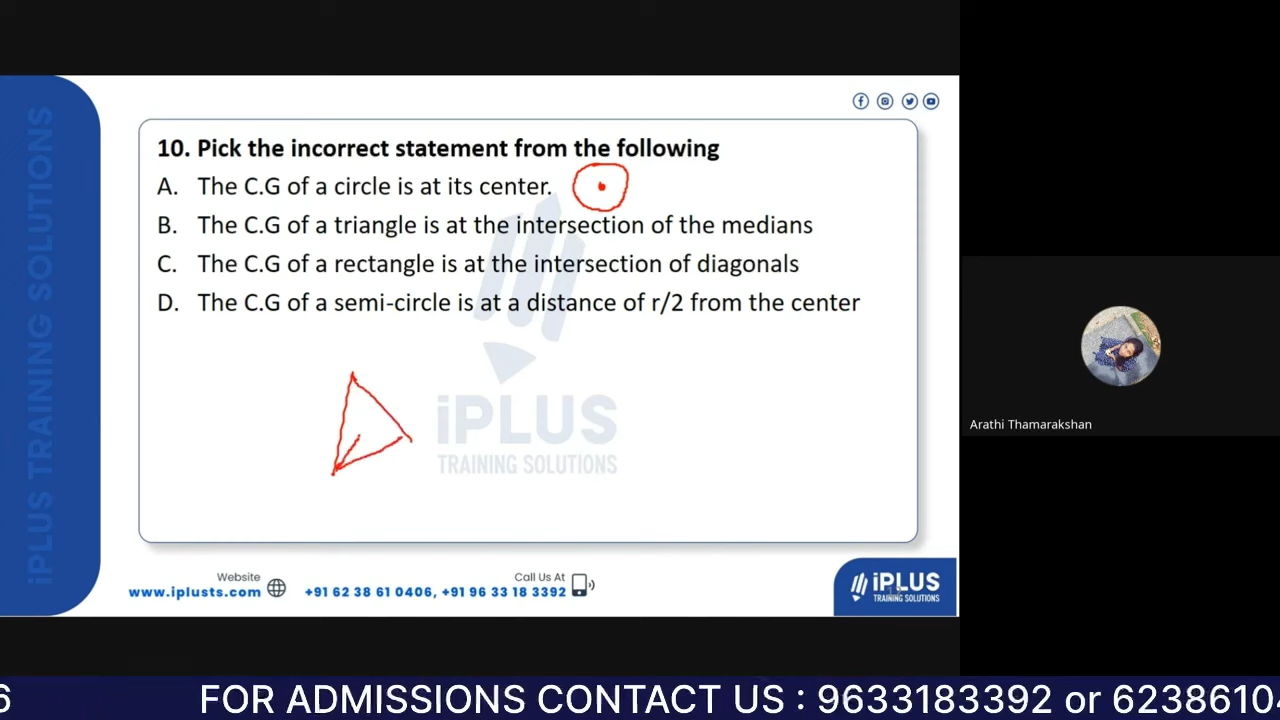 10. Pick the incorrect statement from the following
A. The C.G of a circle is at its center.
B. The C.G of a triangle is at the intersection of the medians
C. The C.G of a rectangle is at the intersection of diagonals
D. The C.G of a semi-circle is at a distance of r/2 from the center
iPLUS TRAINING SOLUTIONS
iPLUS
TRAINING SOLUTIONS
Arathi Thamarakshan
Website
www.iplusts.com
Call Us At
+91 62 38 61 0406, +91 96 33 18 3392
iPLUS
TRAINING SOLUTIONS
6 FOR ADMISSIONS CONTACT US : 9633183392 or 6238610